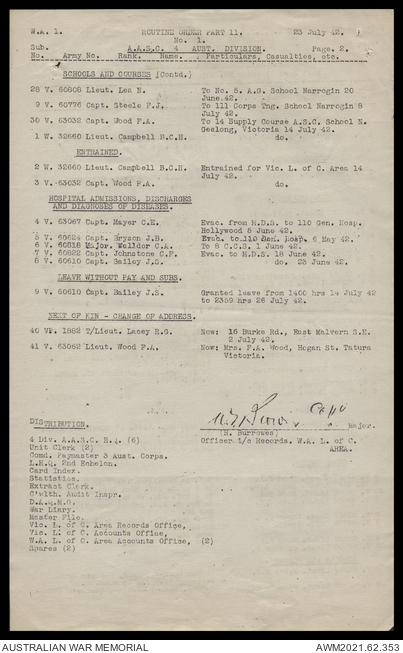 W.A. 1. ROUTINE ORDER PART 11. 23 July 42.
No. 1.
Sub. A.A.S.C. 4 AUST. DIVISION. Page. 2.
No. Army No. Rank. Name. Particulars, Casualties, etc.
SCHOOLS AND COURSES (Contd.)
28 V. 60808 Lieut. Lea N. To No. 5. A.G. School Narrogin 20
June.42.
9 V. 60776 Capt. Steele F.J. To 111 Corps Tng. School Narrogin 8
July 42.
30 V. 63032 Capt. Wood F.A. To 14 Supply Course A.S.C. School N.
Geelong, Victoria 14 July 42.
1 W. 32660 Lieut. Campbell B.C.H. do.
ENTRAINED.
2 W. 32660 Lieut. Campbell B.C.H. Entrained for Vic. L. of C. Area 14
July 42.
3 V. 63032 Capt. Wood F.A. do.
HOSPITAL ADMISSIONS, DISCHARGES
AND DIAGNOSES OF DISEASES.
4 V. 63067 Capt. Mayer C.H. Evac. from M.D.S. to 110 Gen. Hosp.
Hollywood 5 June 42.
5 V. 60624 Capt. Bryson J.B. Evac. to 110 Gen. Hosp. 6 May 42.
6 V. 60818 Major. Welldor C.A. To 8 C.C.S. 1 June 42.
7 V. 60822 Capt. Johnstone C.F. Evac. to M.D.S. 18 June 42.
8 V. 60610 Capt. Bailey J.S. do. 23 June 42.
LEAVE WITHOUT PAY AND SUBS.
9 V. 60610 Capt. Bailey J.S. Granted leave from 1400 hrs 14 July 42
to 2359 hrs 26 July 42.
NEXT OF KIN - CHANGE OF ADDRESS.
40 VP. 1882 T/Lieut. Lacey R.G. Now: 16 Burke Rd., East Malvern S.E.
2 July 42.
41 V. 63062 Lieut. Wood F.A. Now: Mrs. F.A. Wood, Hogan St. Tatura
Victoria.
Major.
(H. Burrowes)
Officer i/c Records. W.A. L. of C.
AREA.
DISTRIBUTION.
4 Div. A.A.S.C. H.Q. (6)
Unit Clerk (2)
Comd. Paymaster 3 Aust. Corps.
L.H.Q. 2nd Echelon.
Card Index.
Statistics.
Extract Clerk.
C'wlth. Audit Inspr.
D.A.Q.M.G.
War Diary.
Master File.
Vic. L. of C. Area Records Office,
Vic. L. of C. Accounts Office,
W.A. L. of C. Area Accounts Office, (2)
Spares (2)
AUSTRALIAN WAR MEMORIAL AWM2021.62.353